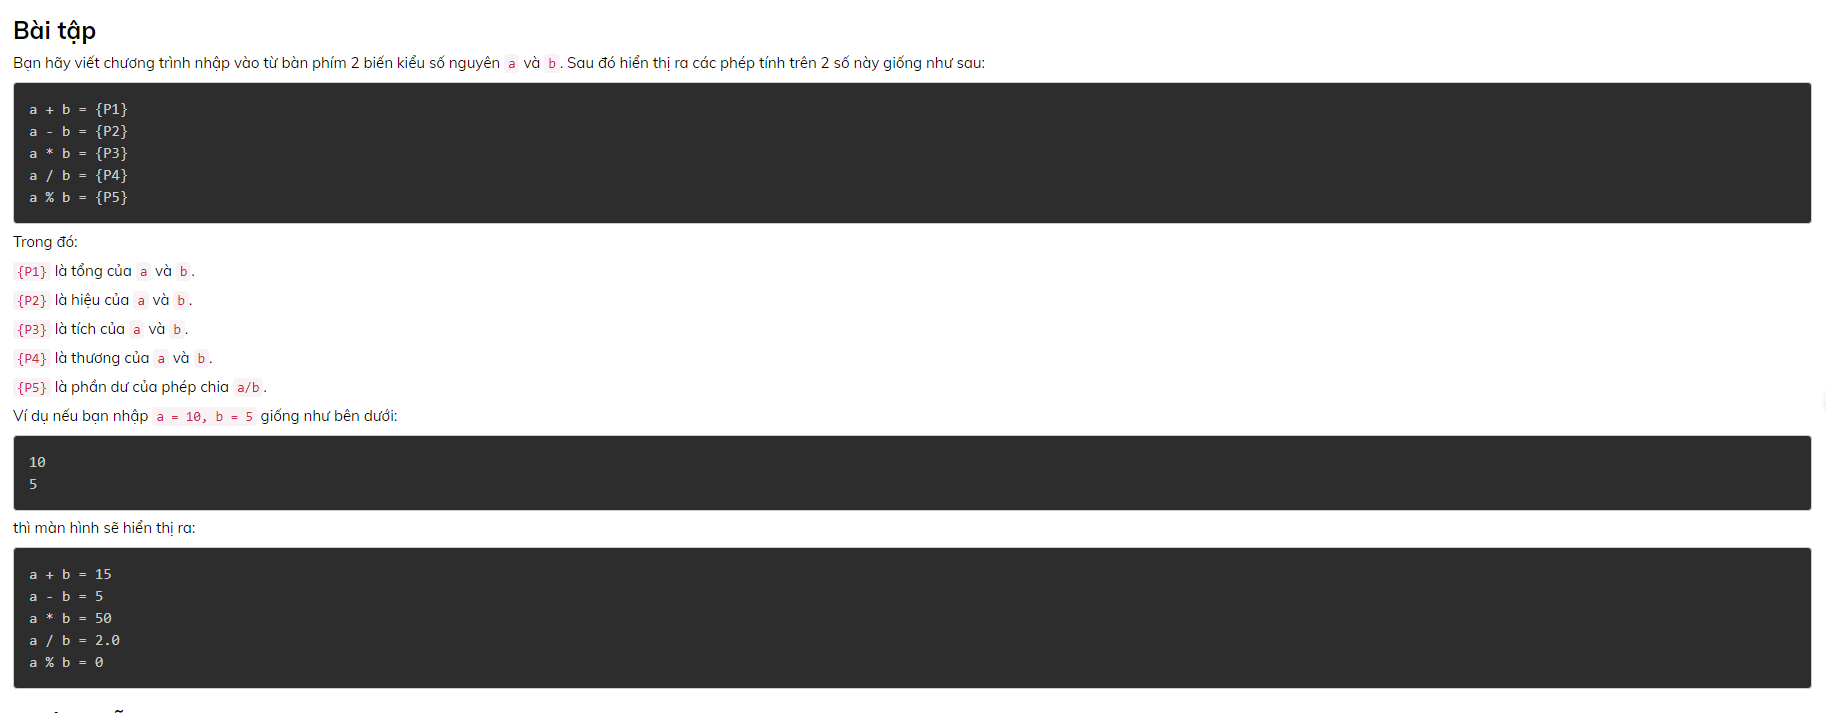 Bài tập
Bạn hãy viết chương trình nhập vào từ bàn phím 2 biến kiểu số nguyên a và b. Sau đó hiển thị ra các phép tính trên 2 số này giống như sau:
a + b = {P1}
a - b = {P2}
a * b = {P3}
a / b = {P4}
a % b = {P5}
Trong đó:
{P1} là tổng của a và b.
{P2} là hiệu của a và b.
{P3} là tích của a và b.
{P4} là thương của a và b.
{P5} là phần dư của phép chia a/b.
Ví dụ nếu bạn nhập a = 10, b = 5 giống như bên dưới:
10
5
thì màn hình sẽ hiển thị ra:
a + b = 15
a - b = 5
a * b = 50
a / b = 2.0
a % b = 0